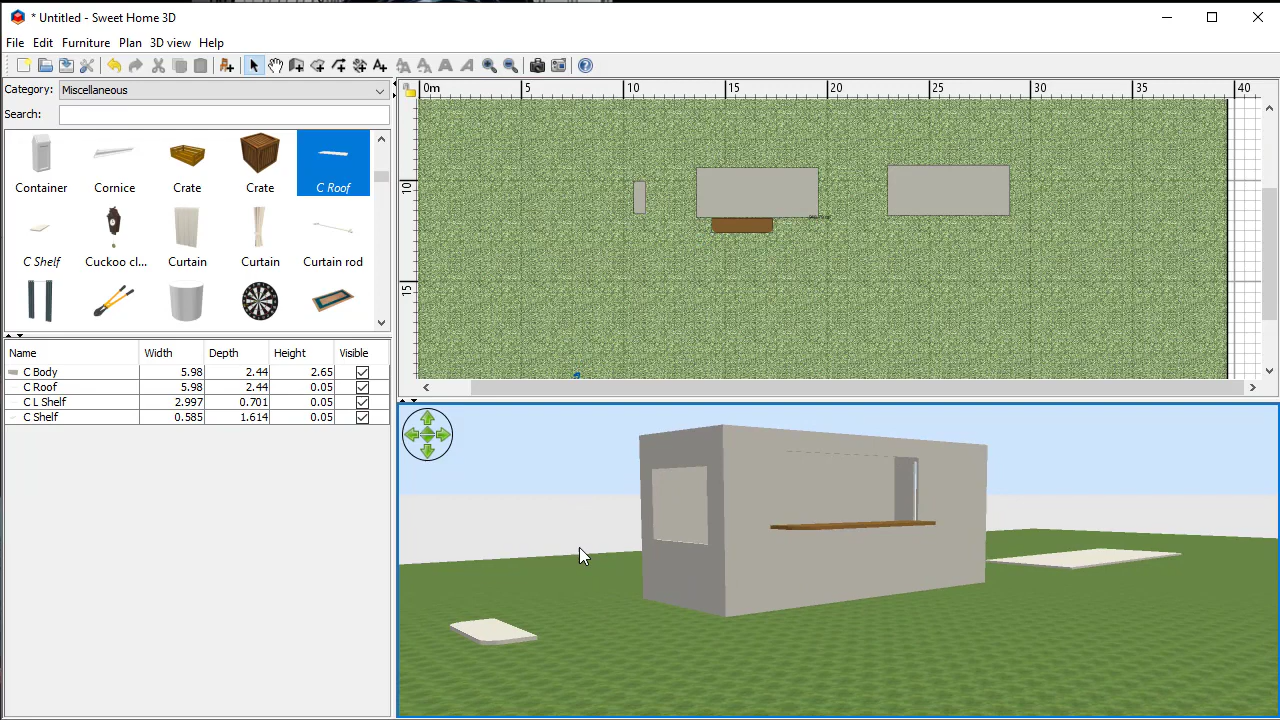 * Untitled - Sweet Home 3D
File Edit Furniture Plan 3D view Help
Category: Miscellaneous
Search:
Container Cornice Crate Crate C Roof
C Shelf Cuckoo cl... Curtain Curtain Curtain rod
Name Width Depth Height Visible
C Body 5.98 2.44 2.65
C Roof 5.98 2.44 0.05
C L Shelf 2.997 0.701 0.05
C Shelf 0.585 1.614 0.05
0m 5 10 15 20 25 30 35 40
10
15